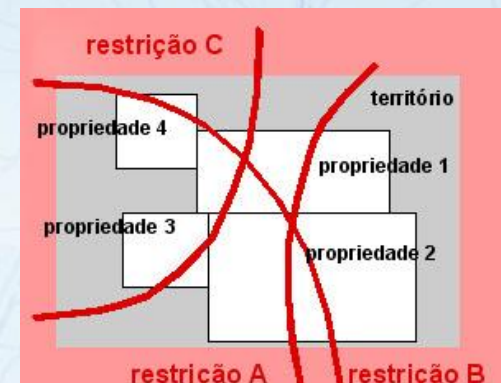 restrição C
território
propriedade 4
propriedade 1
propriedade 3
propriedade 2
restrição A
restrição B